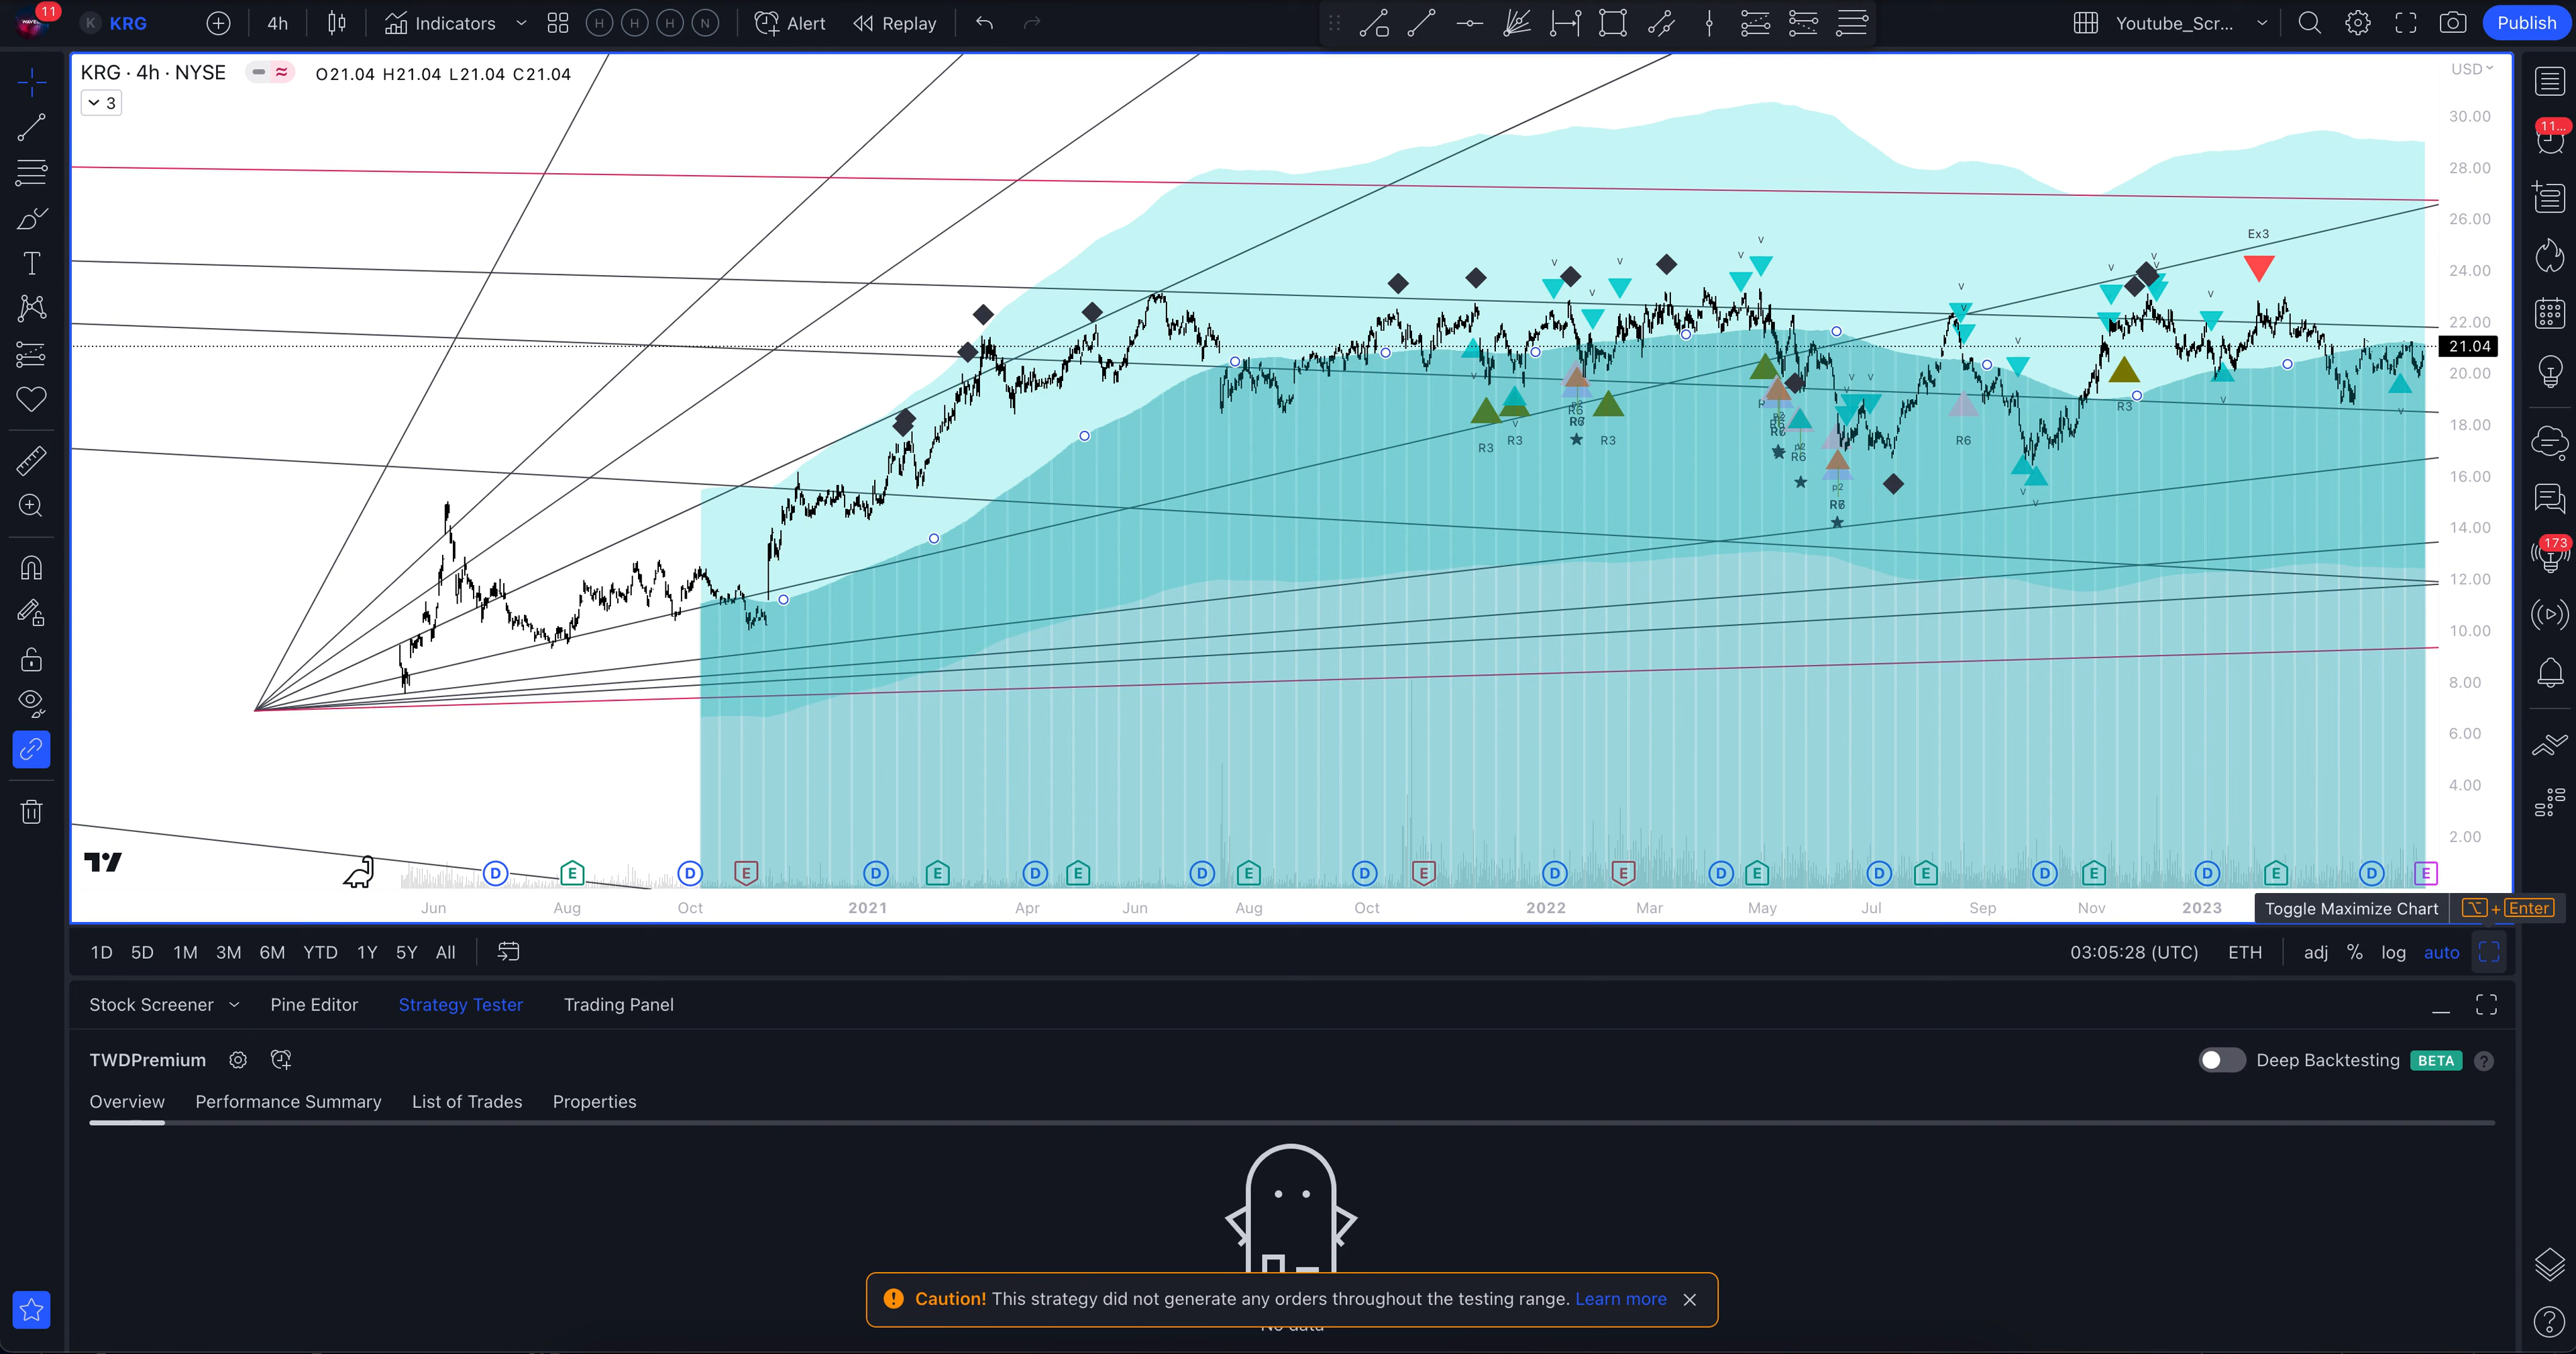 11
K KRG 4h Indicators H H H N Alert Replay Youtube_Scr... Publish
KRG · 4h · NYSE O21.04 H21.04 L21.04 C21.04
3
USD
30.00
28.00
26.00
24.00
22.00
21.04
20.00
18.00
16.00
14.00
12.00
10.00
8.00
6.00
4.00
2.00
11...
173
Ex3
R3
R3
R6
R3
R6
p2
R6
R3
D E D E D E D E D E D E D E D E D E D E D E D E
Jun Aug Oct 2021 Apr Jun Aug Oct 2022 Mar May Jul Sep Nov 2023
Toggle Maximize Chart ⌥ + Enter
1D 5D 1M 3M 6M YTD 1Y 5Y All 03:05:28 (UTC) ETH adj % log auto
Stock Screener Pine Editor Strategy Tester Trading Panel
TWDPremium Deep Backtesting BETA ?
Overview Performance Summary List of Trades Properties
Caution! This strategy did not generate any orders throughout the testing range. Learn more